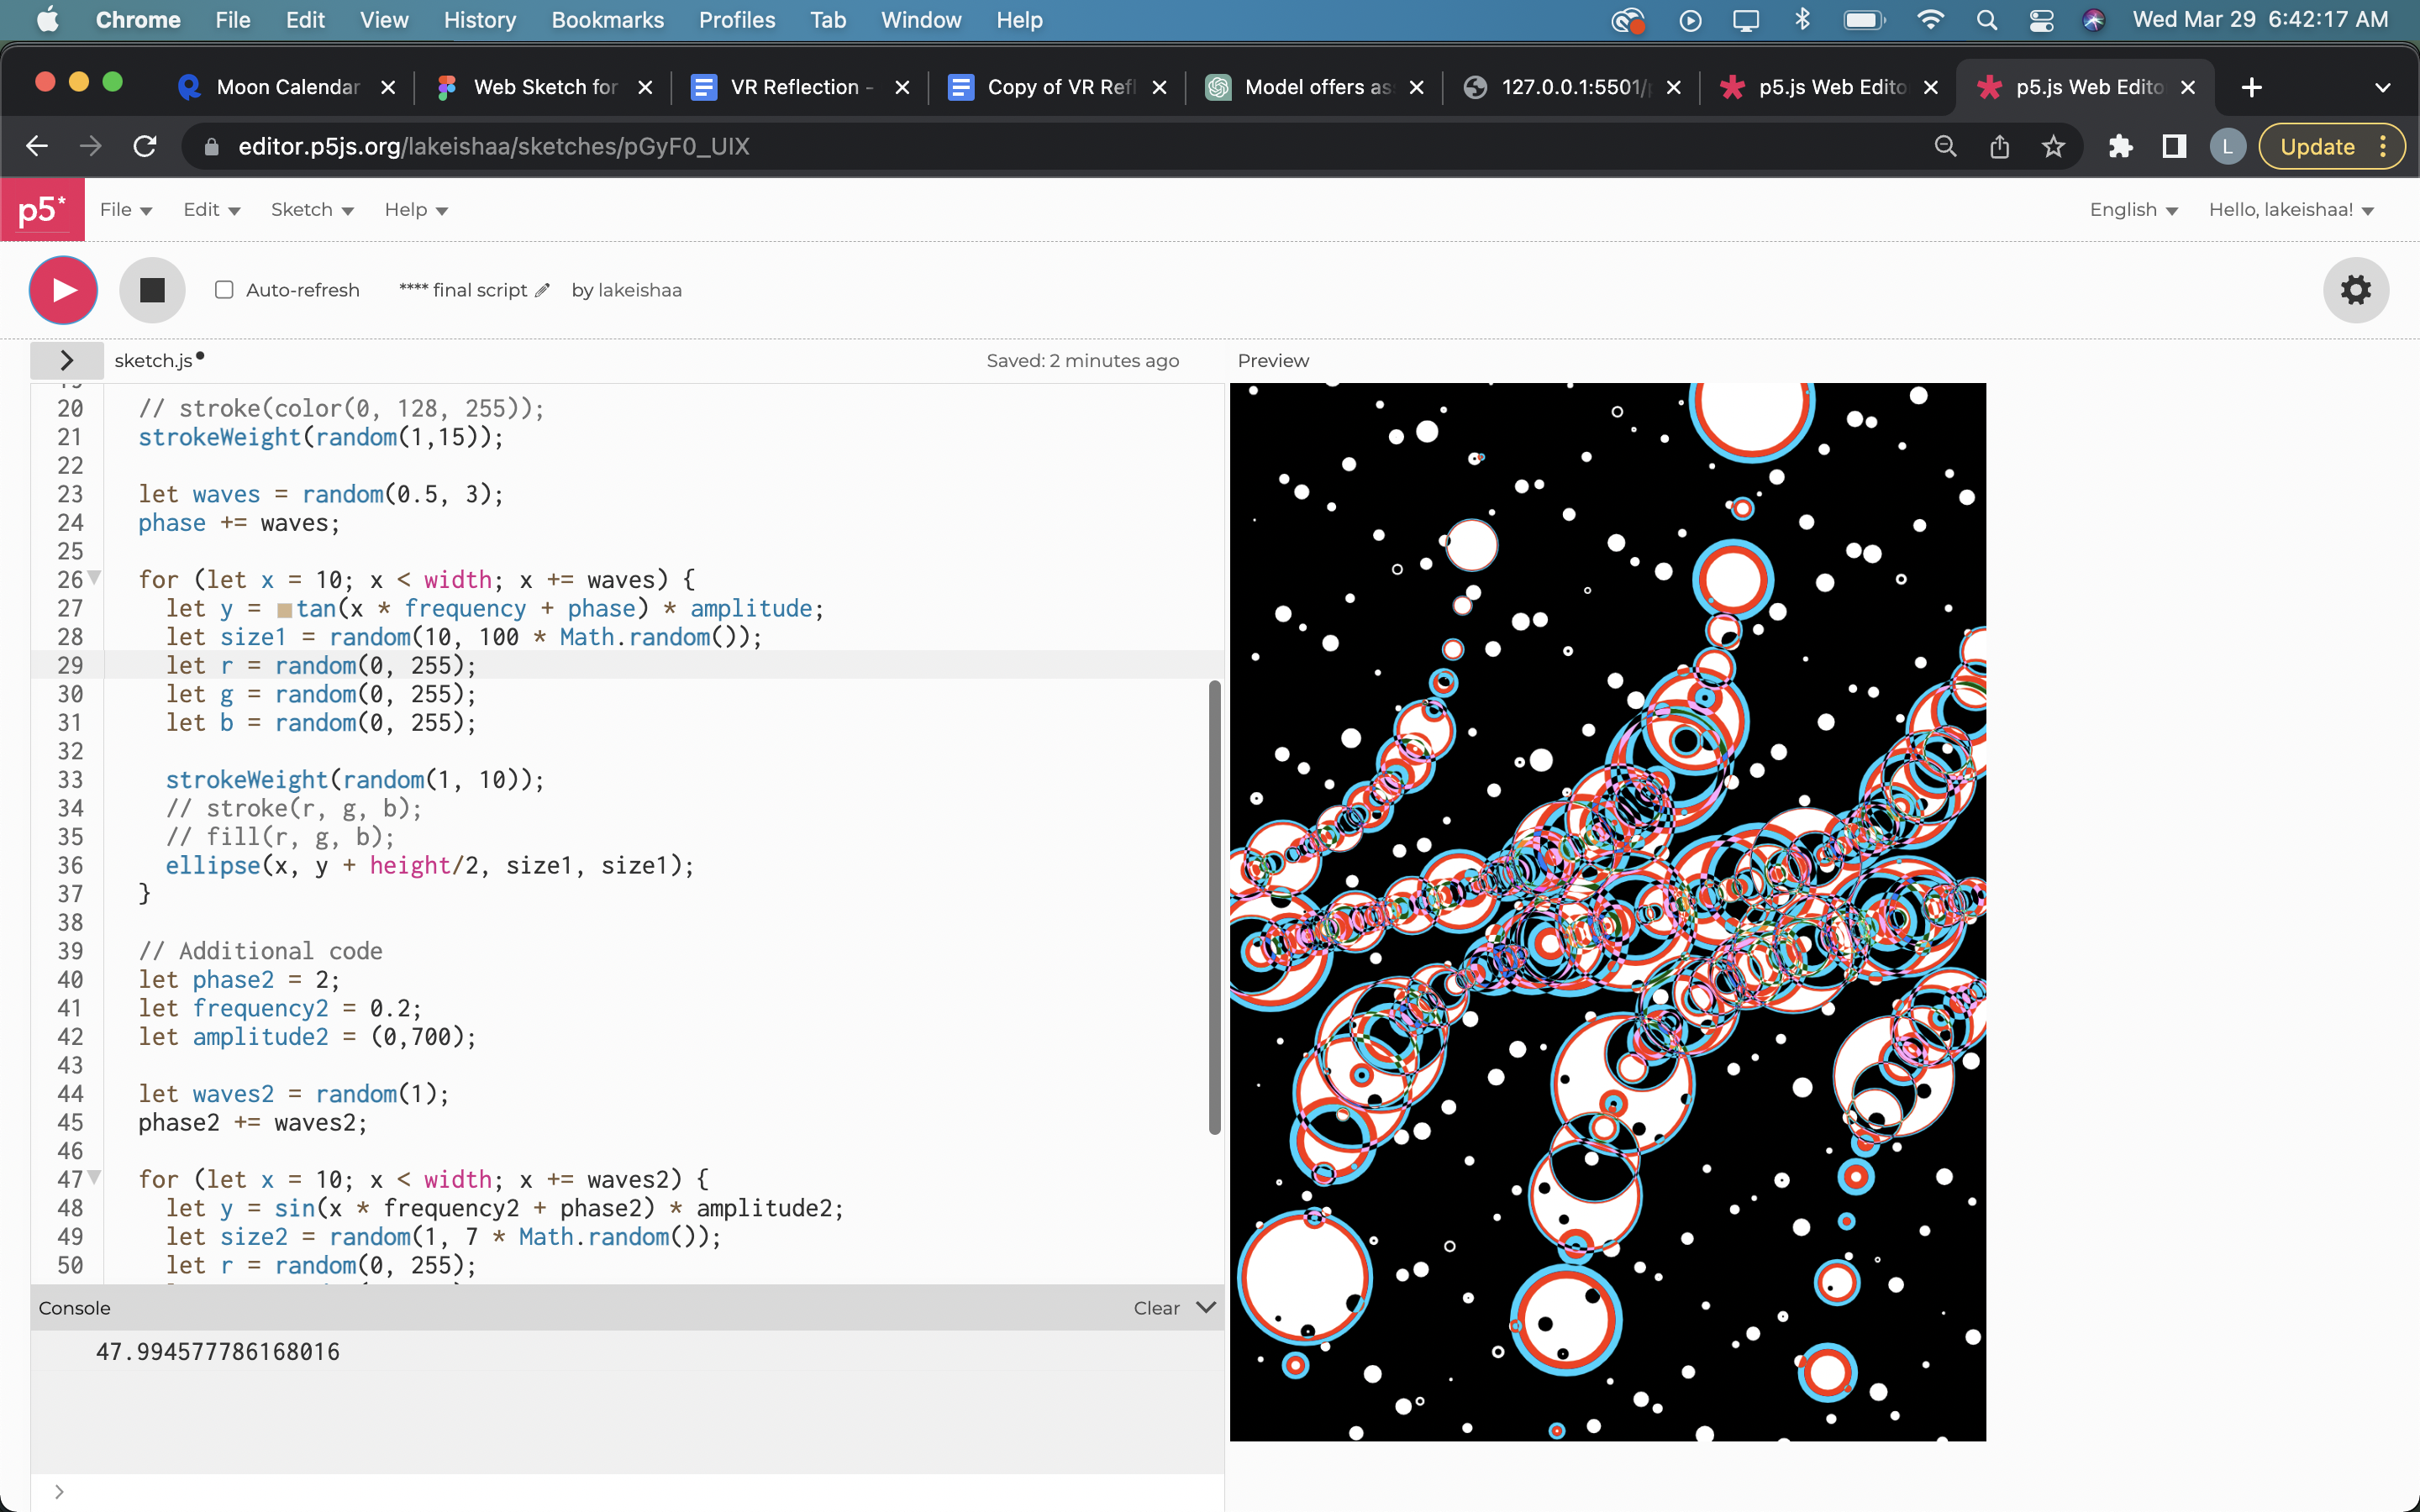 Chrome File Edit View History Bookmarks Profiles Tab Window Help Wed Mar 29 6:42:17 AM
Moon Calendar Web Sketch for VR Reflection - Copy of VR Refl Model offers as 127.0.0.1:5501/ p5.js Web Edito p5.js Web Edito
editor.p5js.org/lakeishaa/sketches/pGyF0_UIX L Update
p5* File Edit Sketch Help English Hello, lakeishaa!
Auto-refresh **** final script by lakeishaa
sketch.js Saved: 2 minutes ago Preview
20 // stroke(color(0, 128, 255));
21 strokeWeight(random(1,15));
22
23 let waves = random(0.5, 3);
24 phase += waves;
25
26 for (let x = 10; x < width; x += waves) {
27 let y = tan(x * frequency + phase) * amplitude;
28 let size1 = random(10, 100 * Math.random());
29 let r = random(0, 255);
30 let g = random(0, 255);
31 let b = random(0, 255);
32
33 strokeWeight(random(1, 10));
34 // stroke(r, g, b);
35 // fill(r, g, b);
36 ellipse(x, y + height/2, size1, size1);
37 }
38
39 // Additional code
40 let phase2 = 2;
41 let frequency2 = 0.2;
42 let amplitude2 = (0,700);
43
44 let waves2 = random(1);
45 phase2 += waves2;
46
47 for (let x = 10; x < width; x += waves2) {
48 let y = sin(x * frequency2 + phase2) * amplitude2;
49 let size2 = random(1, 7 * Math.random());
50 let r = random(0, 255);
Console Clear
47.994577786168016